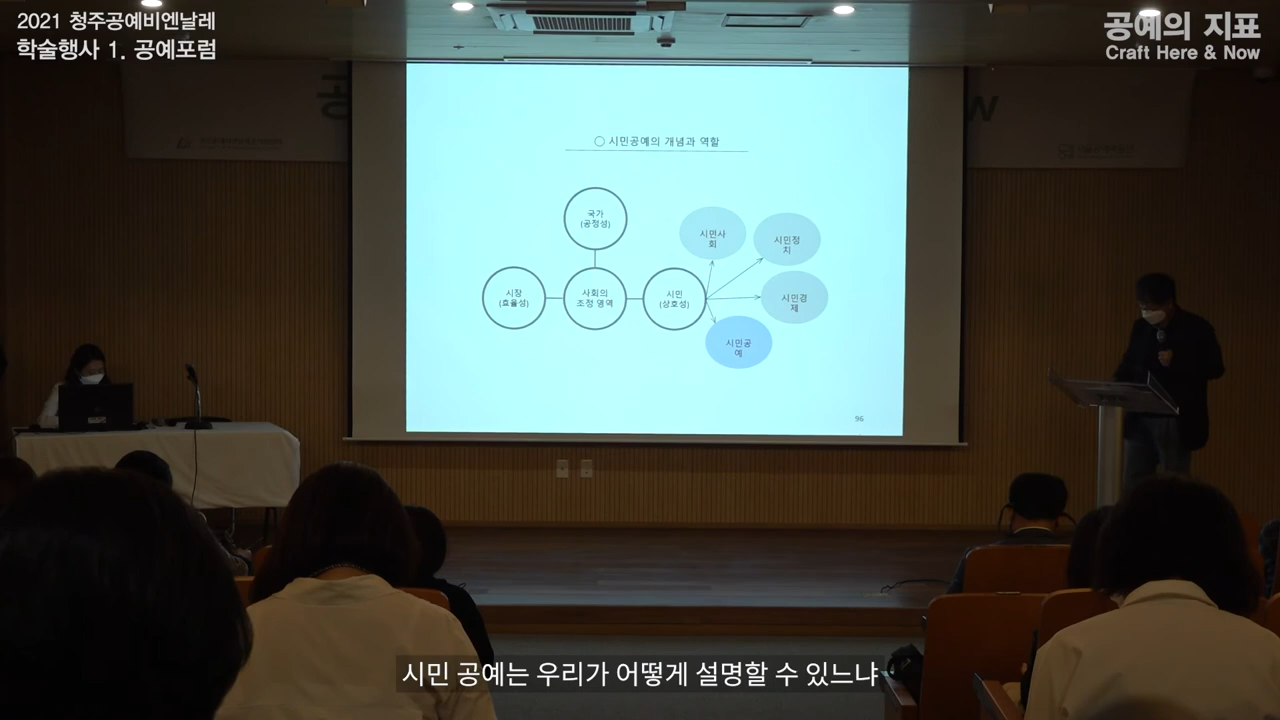 2021 청주공예비엔날레
학술행사 1. 공예포럼
공예의 지표
Craft Here & Now
공
w
○ 시민공예의 개념과 역할
국가
(공정성)
시장
(효율성)
사회의
조정 영역
시민
(상호성)
시민사
회
시민정
치
시민경
제
시민공
예
96
시민 공예는 우리가 어떻게 설명할 수 있느냐